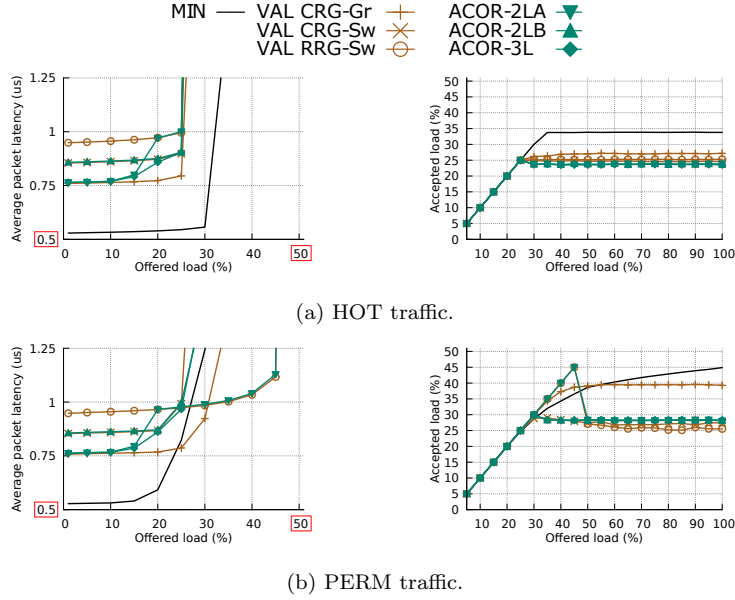 MIN
VAL CRG-Gr
VAL CRG-Sw
VAL RRG-Sw
ACOR-2LA
ACOR-2LB
ACOR-3L
Average packet latency (us)
1.25
1
0.75
0.5
0 10 20 30 40 50
Offered load (%)
Accepted load (%)
50
45
40
35
30
25
20
15
10
5
0
10 20 30 40 50 60 70 80 90 100
Offered load (%)
(a) HOT traffic.
Average packet latency (us)
1.25
1
0.75
0.5
0 10 20 30 40 50
Offered load (%)
Accepted load (%)
50
45
40
35
30
25
20
15
10
5
0
10 20 30 40 50 60 70 80 90 100
Offered load (%)
(b) PERM traffic.